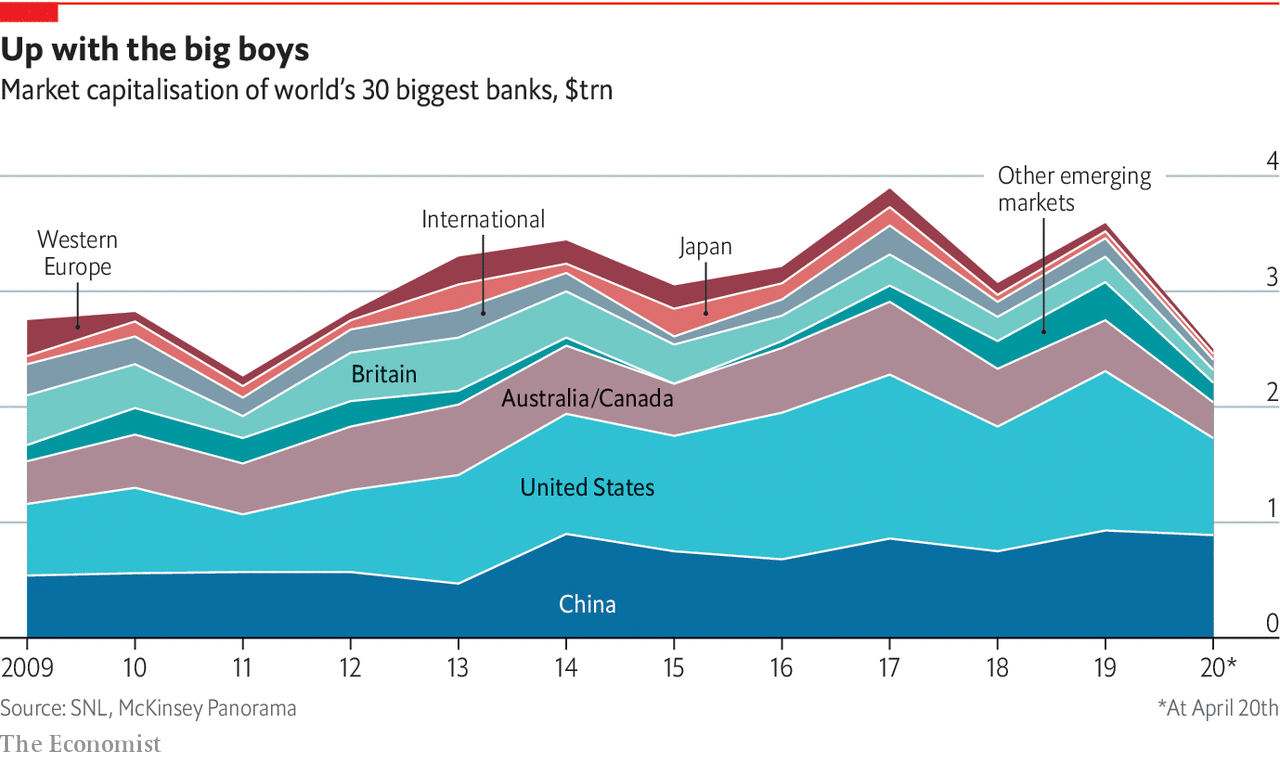 Up with the big boys
Market capitalisation of world's 30 biggest banks, $trn
4
Other emerging
markets
International
Western
Europe
Japan
3
Britain
Australia/Canada
2
United States
1
China
0
2009 10 11 12 13 14 15 16 17 18 19 20*
Source: SNL, McKinsey Panorama
*At April 20th
The Economist